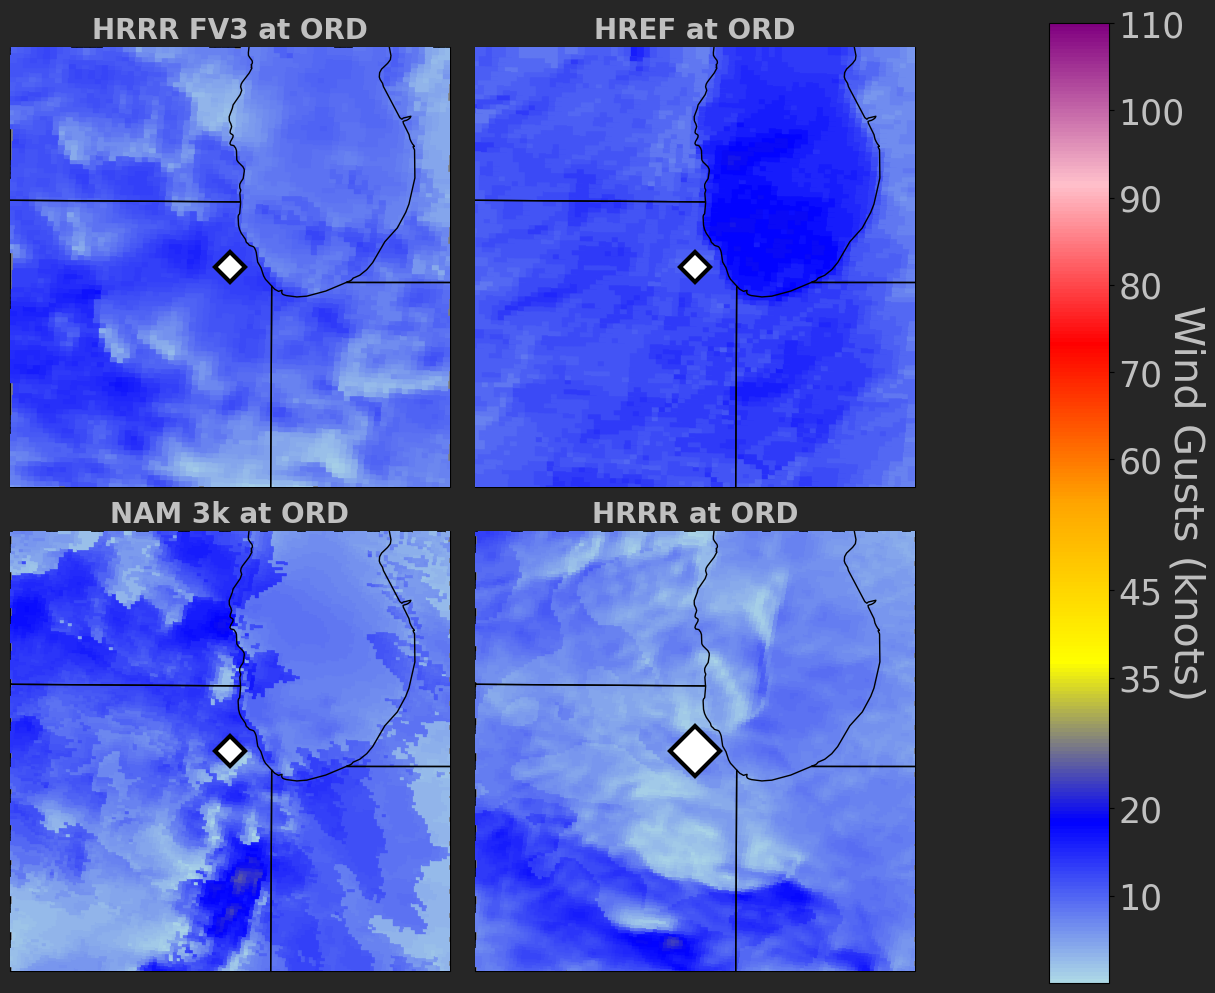 HRRR FV3 at ORD
HREF at ORD
NAM 3k at ORD
HRRR at ORD
110
100
90
80
70
60
45
35
20
10
Wind Gusts (knots)